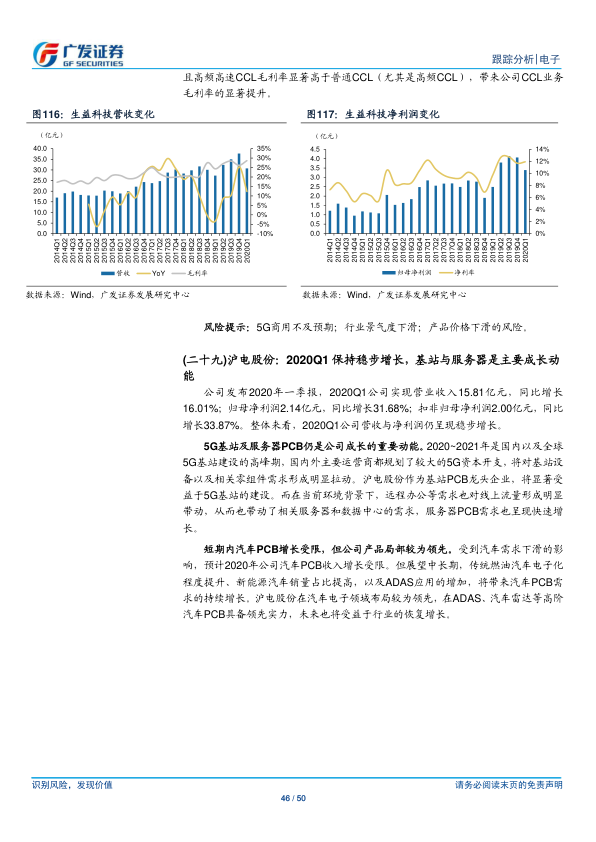 广发证券
GF SECURITIES
跟踪分析|电子
且高频高速CCL毛利率显著高于普通CCL（尤其是高频CCL），带来公司CCL业务
毛利率的显著提升。
图116：生益科技营收变化
（亿元）
40.0
35.0
30.0
25.0
20.0
15.0
10.0
5.0
0.0
35%
30%
25%
20%
15%
10%
5%
0%
-5%
-10%
2014Q1
2014Q2
2014Q3
2014Q4
2015Q1
2015Q2
2015Q3
2015Q4
2016Q1
2016Q2
2016Q3
2016Q4
2017Q1
2017Q2
2017Q3
2017Q4
2018Q1
2018Q2
2018Q3
2018Q4
2019Q1
2019Q2
2019Q3
2019Q4
2020Q1
营收 YoY 毛利率
数据来源：Wind，广发证券发展研究中心
图117：生益科技净利润变化
（亿元）
4.5
4.0
3.5
3.0
2.5
2.0
1.5
1.0
0.5
0.0
14%
12%
10%
8%
6%
4%
2%
0%
2014Q1
2014Q2
2014Q3
2014Q4
2015Q1
2015Q2
2015Q3
2015Q4
2016Q1
2016Q2
2016Q3
2016Q4
2017Q1
2017Q2
2017Q3
2017Q4
2018Q1
2018Q2
2018Q3
2018Q4
2019Q1
2019Q2
2019Q3
2019Q4
2020Q1
归母净利润 净利率
数据来源：Wind，广发证券发展研究中心
风险提示：5G商用不及预期；行业景气度下滑；产品价格下滑的风险。
(二十九)沪电股份：2020Q1 保持稳步增长，基站与服务器是主要成长动
能
公司发布2020年一季报，2020Q1公司实现营业收入15.81亿元，同比增长
16.01%；归母净利润2.14亿元，同比增长31.68%；扣非归母净利润2.00亿元，同比
增长33.87%。整体来看，2020Q1公司营收与净利润仍呈现稳步增长。
5G基站及服务器PCB仍是公司成长的重要动能。2020~2021年是国内以及全球
5G基站建设的高峰期，国内外主要运营商都规划了较大的5G资本开支，将对基站设
备以及相关零组件需求形成明显拉动。沪电股份作为基站PCB龙头企业，将显著受
益于5G基站的建设。而在当前环境背景下，远程办公等需求也对线上流量形成明显
带动，从而也带动了相关服务器和数据中心的需求，服务器PCB需求也呈现快速增
长。
短期内汽车PCB增长受限，但公司产品局部较为领先。受到汽车需求下滑的影
响，预计2020年公司汽车PCB收入增长受限。但展望中长期，传统燃油汽车电子化
程度提升、新能源汽车销量占比提高，以及ADAS应用的增加，将带来汽车PCB需
求的持续增长。沪电股份在汽车电子领域布局较为领先，在ADAS、汽车雷达等高阶
汽车PCB具备领先实力，未来也将受益于行业的恢复增长。
识别风险，发现价值
请务必阅读末页的免责声明
46 / 50